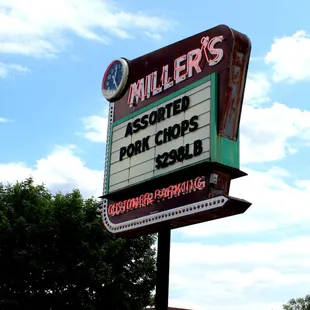 MILLER'S
ASSORTED
PORK CHOPS
$298LB
CUSTOMER PARKING